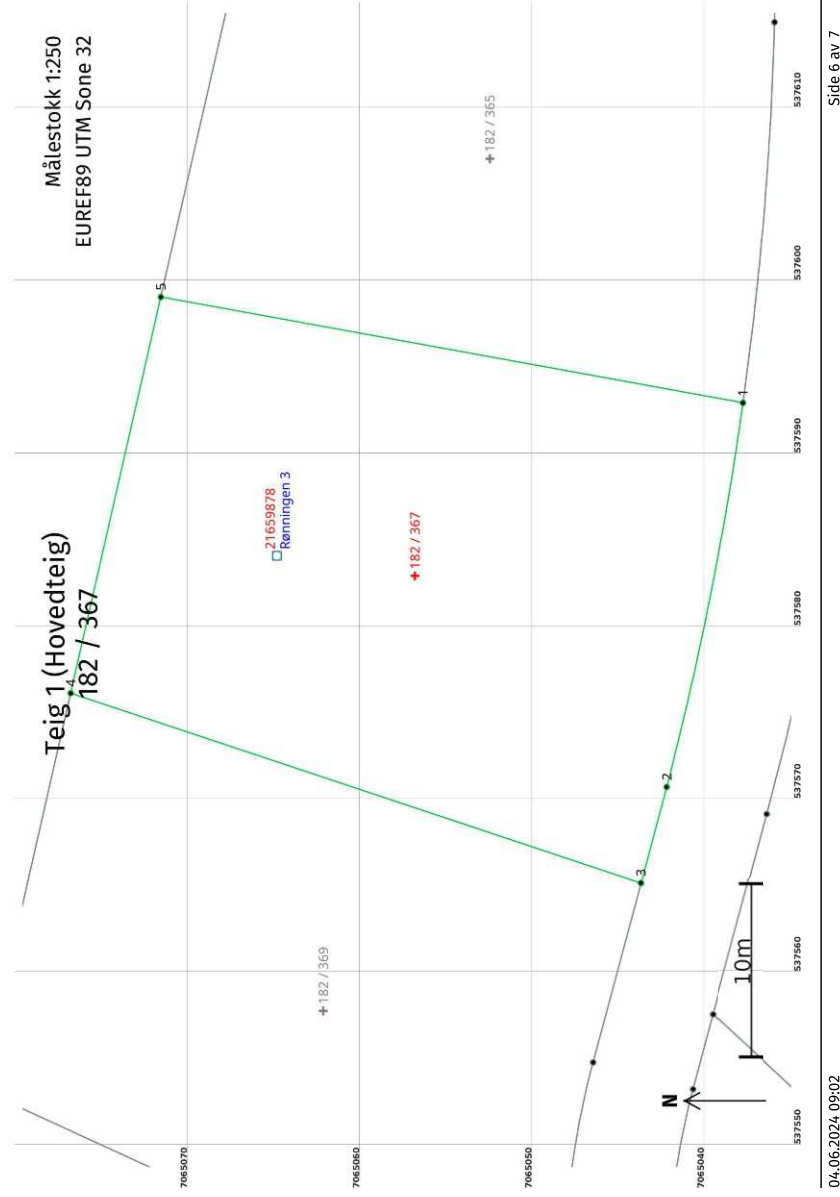 Målestokk 1:250
EUREF89 UTM Sone 32
Teig 1 (Hovedteig)
182 / 367
4
5
21659878
Rønningen 3
182 / 365
182 / 367
182 / 369
3
2
1
10m
N
7065070
7065060
7065050
7065040
537550
537560
537570
537580
537590
537600
537610
04.06.2024 09:02
Side 6 av 7